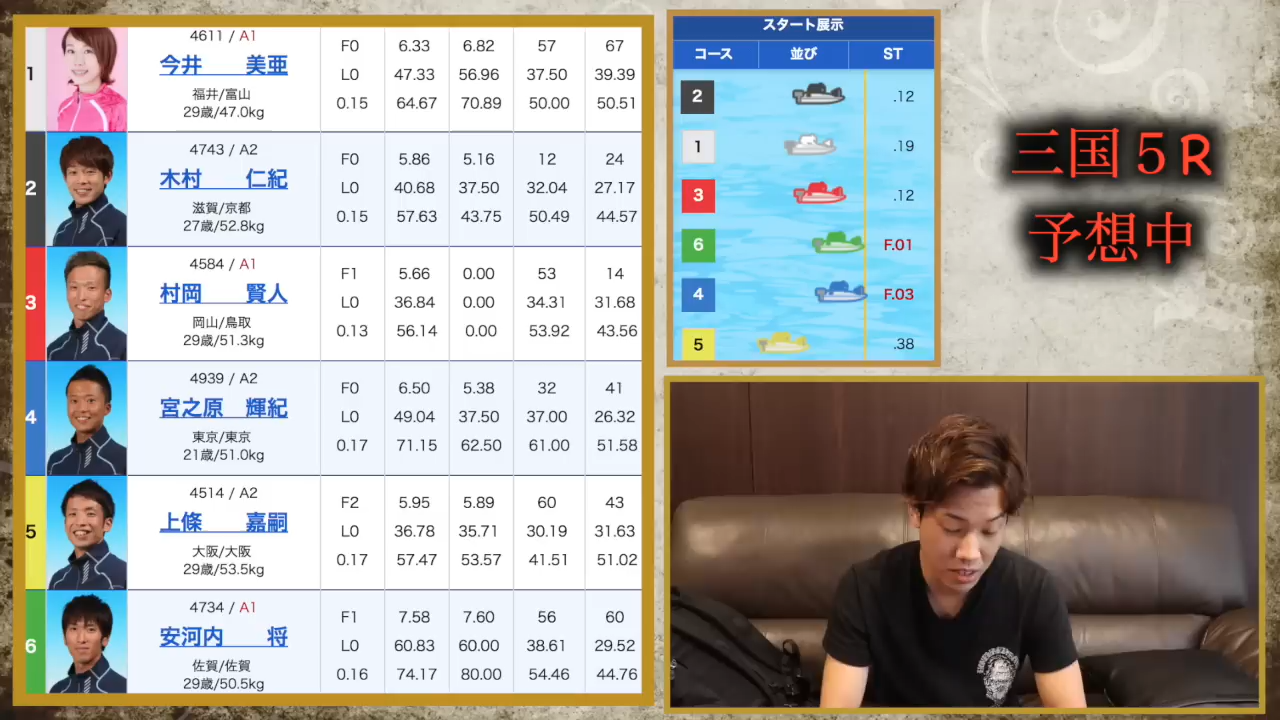 1
4611 / A1
今井 美亜
福井/富山
29歳/47.0kg
F0 6.33 6.82 57 67
L0 47.33 56.96 37.50 39.39
0.15 64.67 70.89 50.00 50.51
2
4743 / A2
木村 仁紀
滋賀/京都
27歳/52.8kg
F0 5.86 5.16 12 24
L0 40.68 37.50 32.04 27.17
0.15 57.63 43.75 50.49 44.57
3
4584 / A1
村岡 賢人
岡山/鳥取
29歳/51.3kg
F1 5.66 0.00 53 14
L0 36.84 0.00 34.31 31.68
0.13 56.14 0.00 53.92 43.56
4
4939 / A2
宮之原 輝紀
東京/東京
21歳/51.0kg
F0 6.50 5.38 32 41
L0 49.04 37.50 37.00 26.32
0.17 71.15 62.50 61.00 51.58
5
4514 / A2
上條 嘉嗣
大阪/大阪
29歳/53.5kg
F2 5.95 5.89 60 43
L0 36.78 35.71 30.19 31.63
0.17 57.47 53.57 41.51 51.02
6
4734 / A1
安河内 将
佐賀/佐賀
29歳/50.5kg
F1 7.58 7.60 56 60
L0 60.83 60.00 38.61 29.52
0.16 74.17 80.00 54.46 44.76
スタート展示
コース 並び ST
2 .12
1 .19
3 .12
6 F.01
4 F.03
5 .38
三国５R
予想中